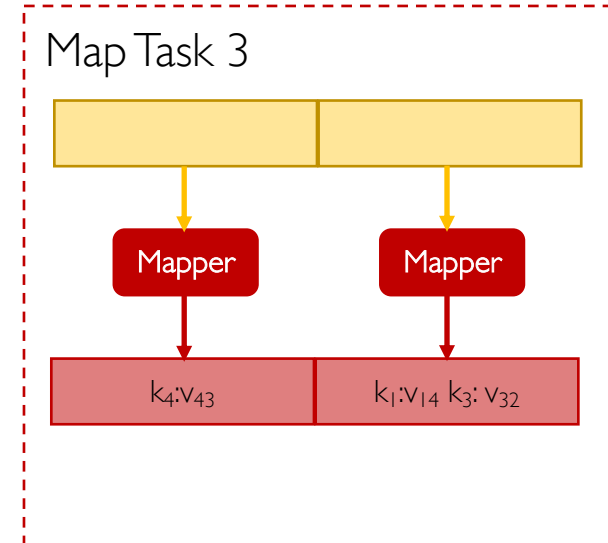 Map Task 3
Mapper Mapper
k₄:v₄₃ k₁:v₁₄ k₃: v₃₂